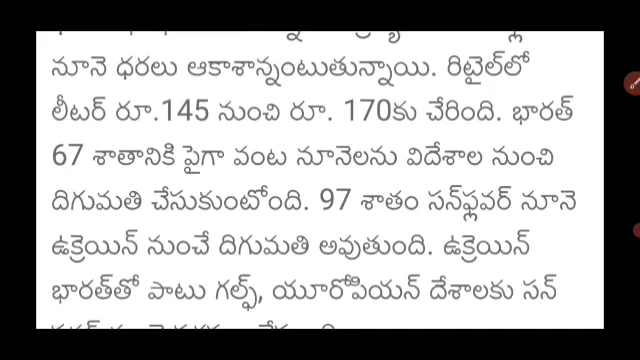 నూనె ధరలు ఆకాశాన్నంటుతున్నాయి. రిటైల్‌లో
లీటర్ రూ.145 నుంచి రూ. 170కు చేరింది. భారత్
67 శాతానికి పైగా వంట నూనెలను విదేశాల నుంచి
దిగుమతి చేసుకుంటోంది. 97 శాతం సన్‌ఫ్లవర్ నూనె
ఉక్రెయిన్ నుంచే దిగుమతి అవుతుంది. ఉక్రెయిన్
భారత్‌తో పాటు గల్ఫ్, యూరోపియన్ దేశాలకు సన్